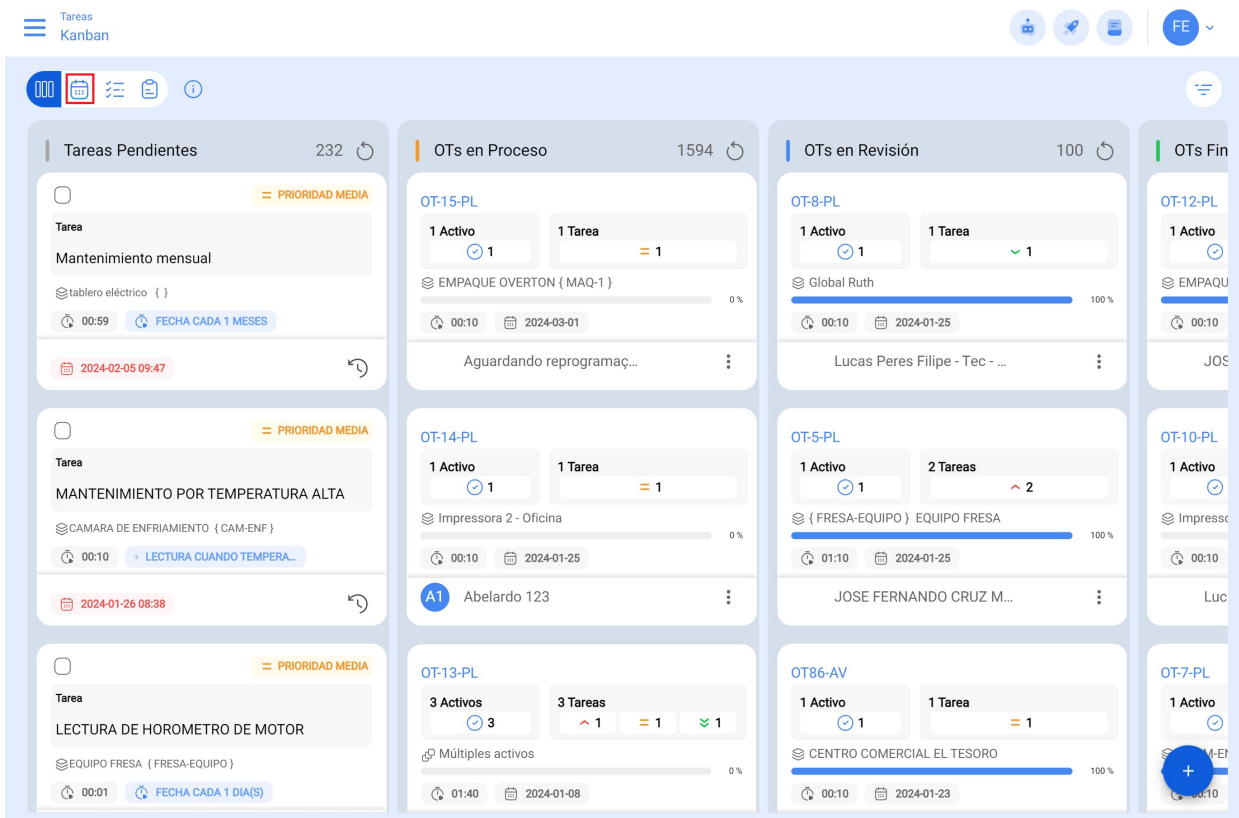 Tareas
Kanban
FE
Tareas Pendientes 232
PRIORIDAD MEDIA
Tarea
Mantenimiento mensual
tablero eléctrico { }
00:59 FECHA CADA 1 MESES
2024-02-05 09:47
PRIORIDAD MEDIA
Tarea
MANTENIMIENTO POR TEMPERATURA ALTA
CAMARA DE ENFRIAMIENTO { CAM-ENF }
00:10 LECTURA CUANDO TEMPERA...
2024-01-26 08:38
PRIORIDAD MEDIA
Tarea
LECTURA DE HOROMETRO DE MOTOR
EQUIPO FRESA { FRESA-EQUIPO }
00:01 FECHA CADA 1 DIA(S)
OTs en Proceso 1594
OT-15-PL
1 Activo 1 Tarea
1 1
EMPAQUE OVERTON { MAQ-1 }
0 %
00:10 2024-03-01
Aguardando reprogramaç...
OT-14-PL
1 Activo 1 Tarea
1 1
Impressora 2 - Oficina
0 %
00:10 2024-01-25
A1 Abelardo 123
OT-13-PL
3 Activos 3 Tareas
3 1 1 1
Múltiples activos
0 %
01:40 2024-01-08
OTs en Revisión 100
OT-8-PL
1 Activo 1 Tarea
1 1
Global Ruth
100 %
00:10 2024-01-25
Lucas Peres Filipe - Tec - ...
OT-5-PL
1 Activo 2 Tareas
1 2
{ FRESA-EQUIPO } EQUIPO FRESA
100 %
01:10 2024-01-25
JOSE FERNANDO CRUZ M...
OT86-AV
1 Activo 1 Tarea
1 1
CENTRO COMERCIAL EL TESORO
100 %
00:10 2024-01-23
OTs Fin
OT-12-PL
1 Activo
EMPAQU
00:10
JOS
OT-10-PL
1 Activo
Impress
00:10
Luc
OT-7-PL
1 Activo